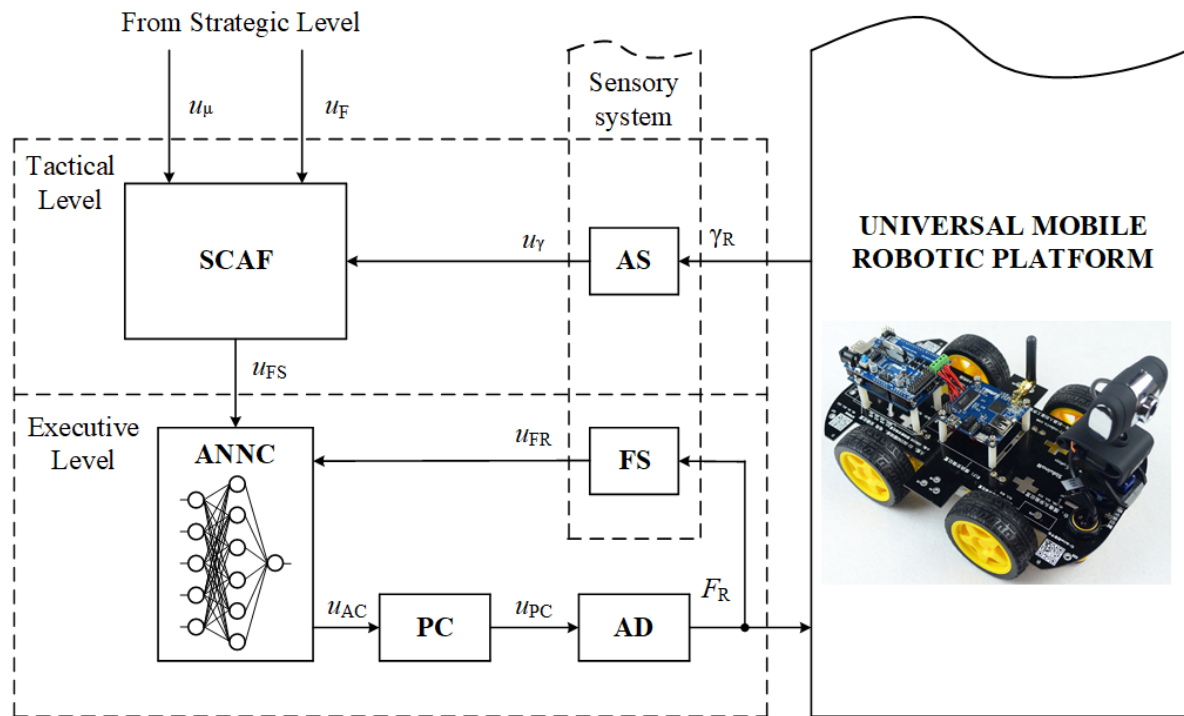 From Strategic Level
Sensory
system
uμ
uF
Tactical
Level
SCAF
uγ
AS
γR
UNIVERSAL MOBILE
ROBOTIC PLATFORM
uFS
Executive
Level
ANNC
uFR
FS
uAC
PC
uPC
AD
FR